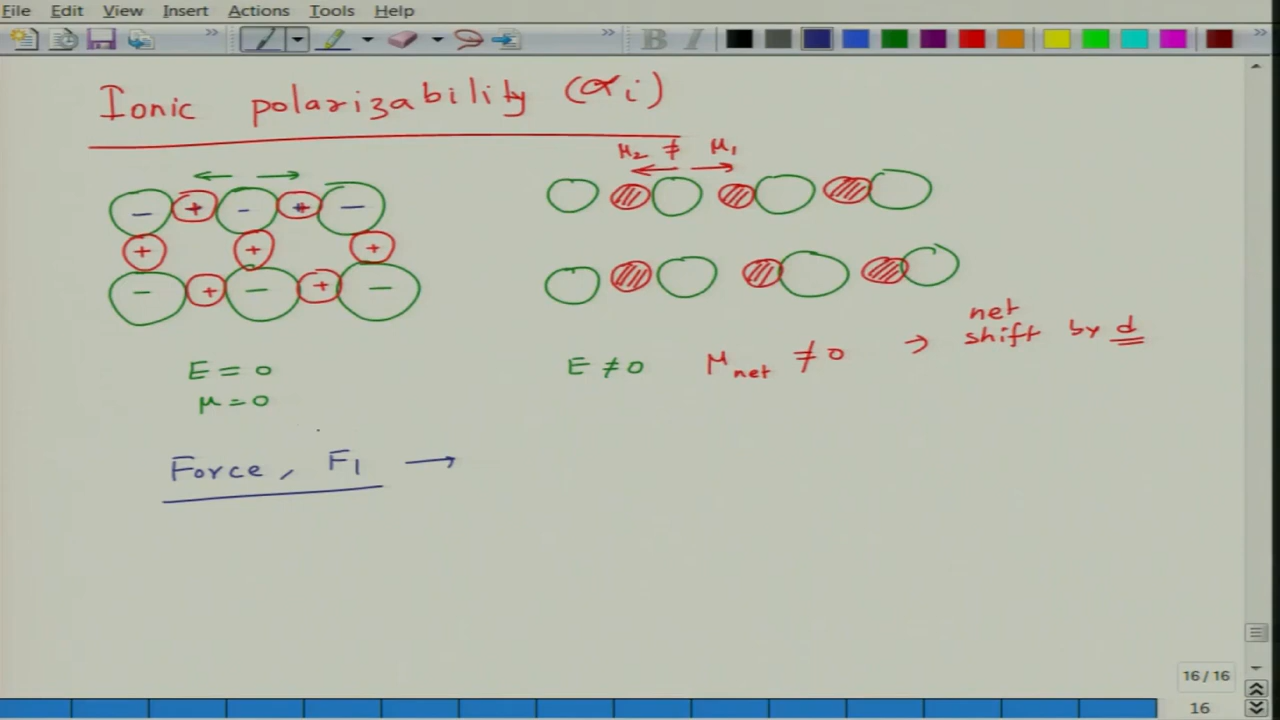 File Edit View Insert Actions Tools Help
B I
Ionic polarizability (αi)
μ2 ≠ μ1
− + − + −
+ + +
− + − + −
net
shift by d
E = 0
μ = 0
E ≠ 0 μnet ≠ 0 →
Force, F1 →
16 / 16
16